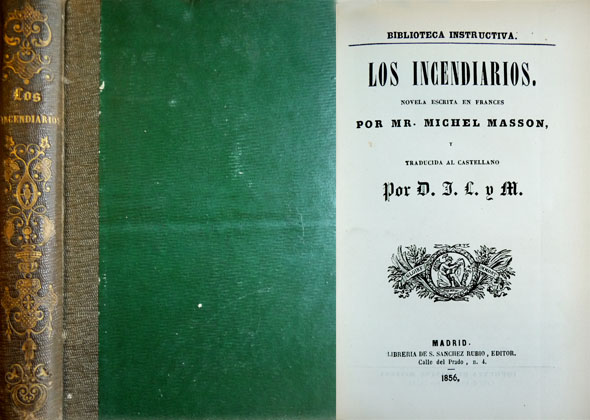 Los
INCENDIARIOS
BIBLIOTECA INSTRUCTIVA.
LOS INCENDIARIOS.
NOVELA ESCRITA EN FRANCES
POR MR. MICHEL MASSON,
Y
TRADUCIDA AL CASTELLANO
Por D. J. L. y M.
MADRID.
LIBRERIA DE S. SANCHEZ RUBIO, EDITOR.
Calle del Prado, n. 4.
1856.